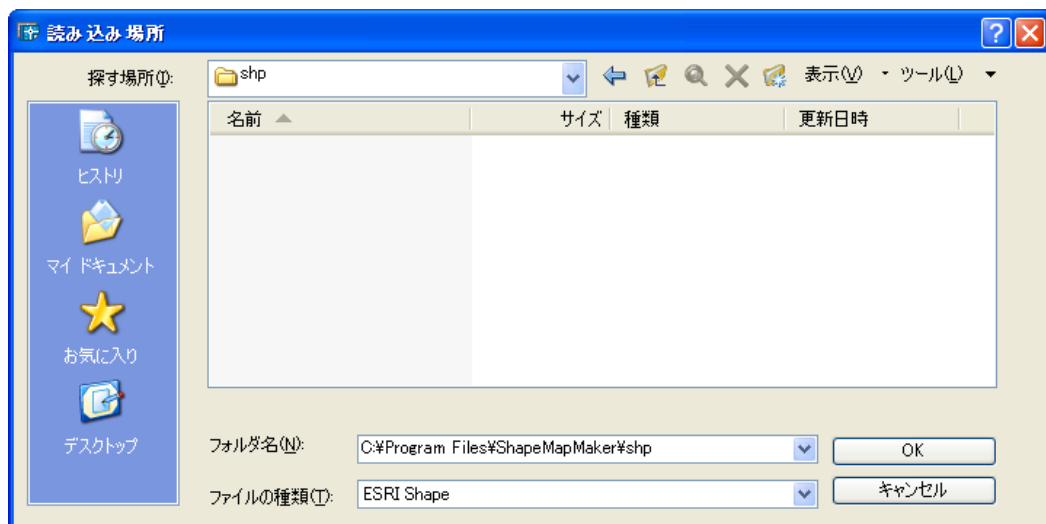 読み込み場所
探す場所(I):
shp
表示(V)
ツール(L)
名前
サイズ
種類
更新日時
ヒストリ
マイ ドキュメント
お気に入り
デスクトップ
フォルダ名(N):
C:¥Program Files¥ShapeMapMaker¥shp
OK
ファイルの種類(T):
ESRI Shape
キャンセル